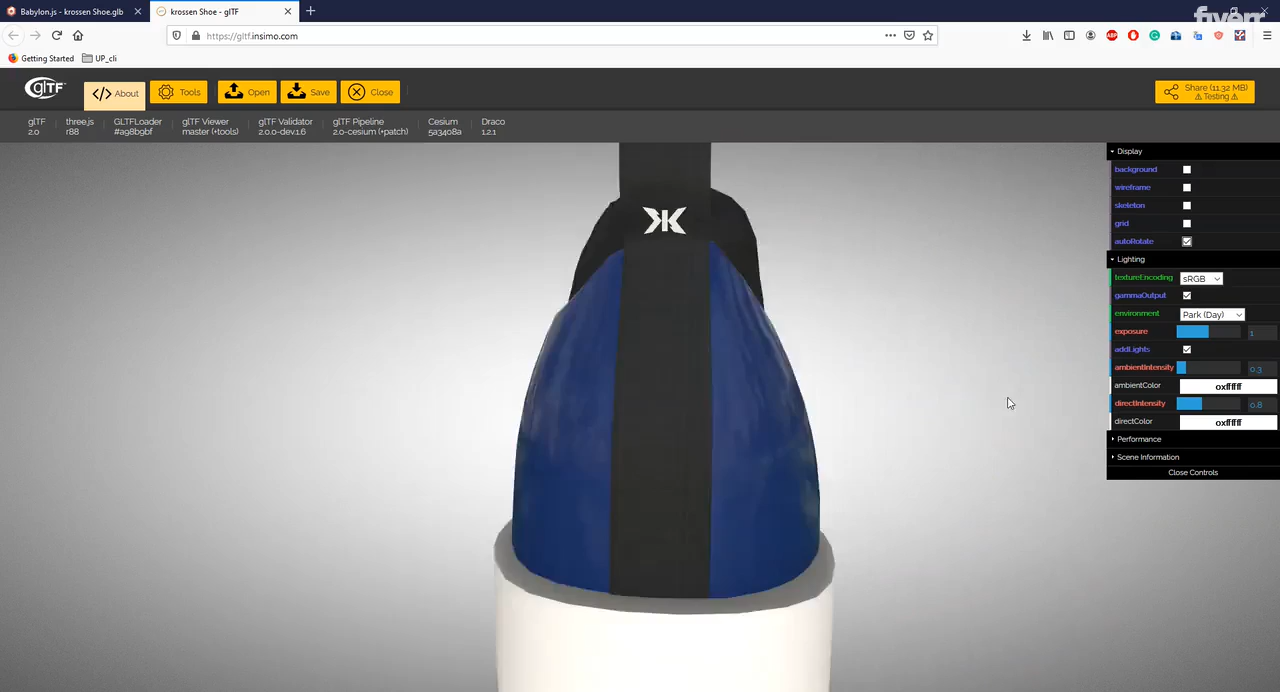 Babylon.js - krossen Shoe.glb
krossen Shoe - glTF
fiverr
https://gltf.insimo.com
ABP
Getting Started
UP_cli
glTF
About
Tools
Open
Save
Close
Share (11.32 MB)
⚠ Testing ⚠
glTF
2.0
three.js
r88
GLTFLoader
#a98b9bf
glTF Viewer
master (+tools)
glTF Validator
2.0.0-dev.1.6
glTF Pipeline
2.0-cesium (+patch)
Cesium
5a3408a
Draco
1.2.1
Display
background
wireframe
skeleton
grid
autoRotate
Lighting
textureEncoding sRGB
gammaOutput
environment Park (Day)
exposure 1
addLights
ambientIntensity 0.3
ambientColor 0xffffff
directIntensity 0.8
directColor 0xffffff
Performance
Scene Information
Close Controls